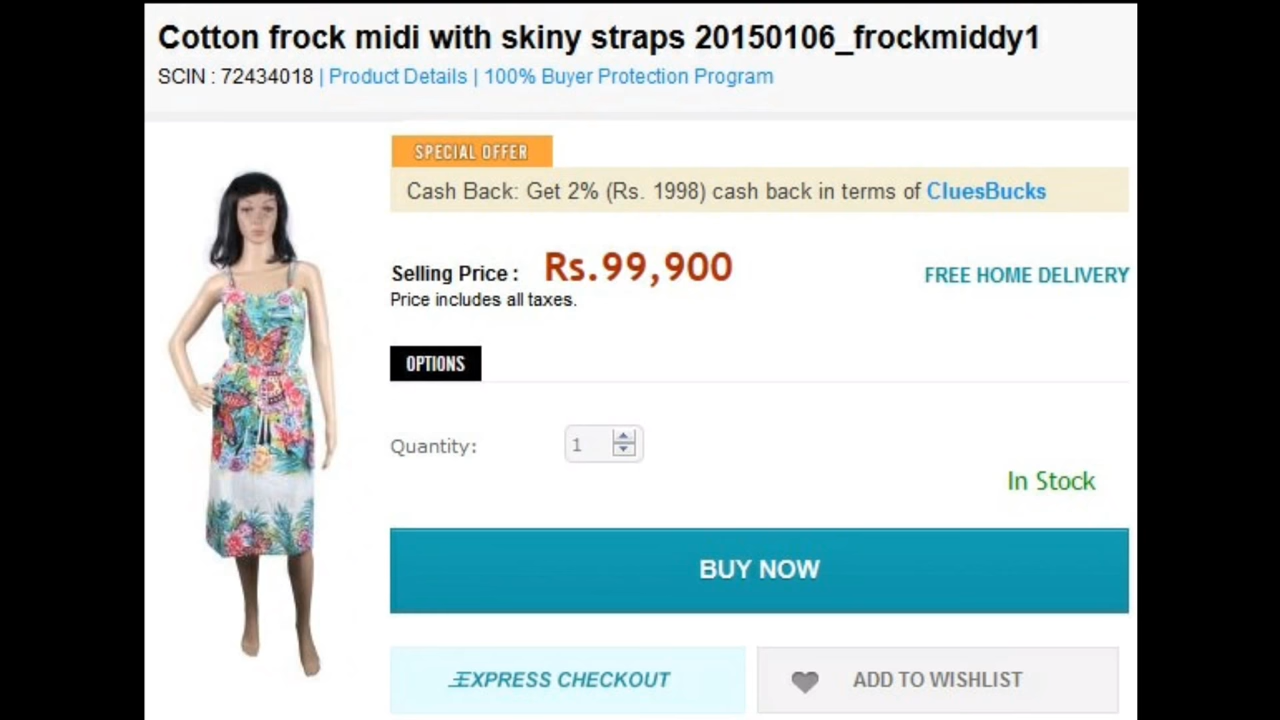 Cotton frock midi with skiny straps 20150106_frockmiddy1
SCIN : 72434018 | Product Details | 100% Buyer Protection Program
SPECIAL OFFER
Cash Back: Get 2% (Rs. 1998) cash back in terms of CluesBucks
Selling Price : Rs.99,900
FREE HOME DELIVERY
Price includes all taxes.
OPTIONS
Quantity: 1
In Stock
BUY NOW
EXPRESS CHECKOUT
ADD TO WISHLIST